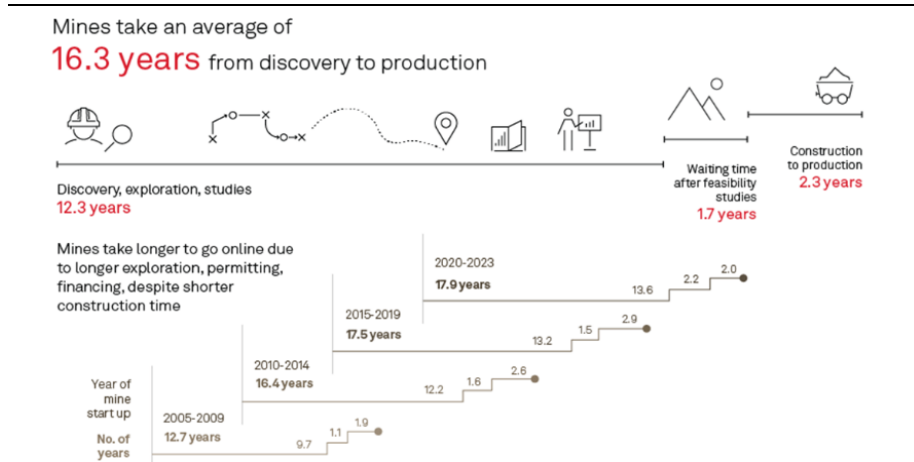 Mines take an average of
16.3 years from discovery to production
Discovery, exploration, studies
12.3 years
Waiting time
after feasibility
studies
1.7 years
Construction
to production
2.3 years
Mines take longer to go online due
to longer exploration, permitting,
financing, despite shorter
construction time
2020-2023
17.9 years
13.6
2.2
2.0
2015-2019
17.5 years
13.2
1.5
2.9
2010-2014
16.4 years
12.2
1.6
2.6
Year of
mine
start up
No. of
years
2005-2009
12.7 years
9.7
1.1
1.9